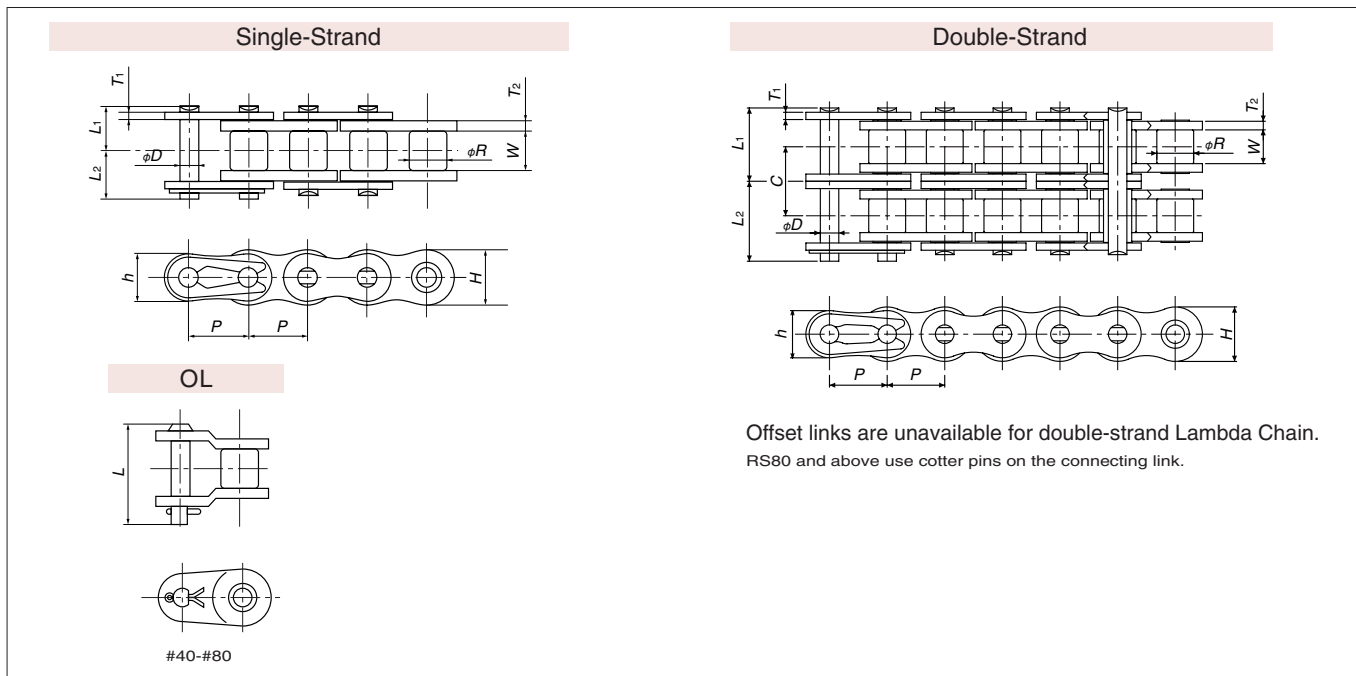 Single-Strand
T1
T2
L1
L2
φD
φR
W
h
H
P P
OL
L
#40-#80
Double-Strand
T1
T2
L1
C
L2
φD
φR
W
h
H
P P
Offset links are unavailable for double-strand Lambda Chain.
RS80 and above use cotter pins on the connecting link.